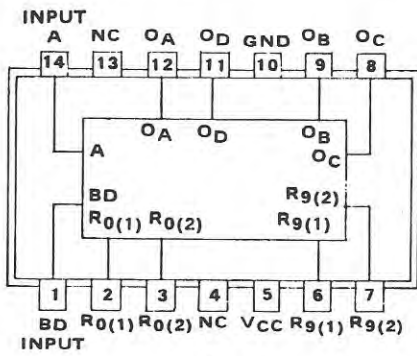 INPUT
A NC OA OD GND OB OC
14 13 12 11 10 9 8
OA OD OB
A OC
BD R9(2)
R0(1) R0(2) R9(1)
1 2 3 4 5 6 7
BD R0(1) R0(2) NC VCC R9(1) R9(2)
INPUT